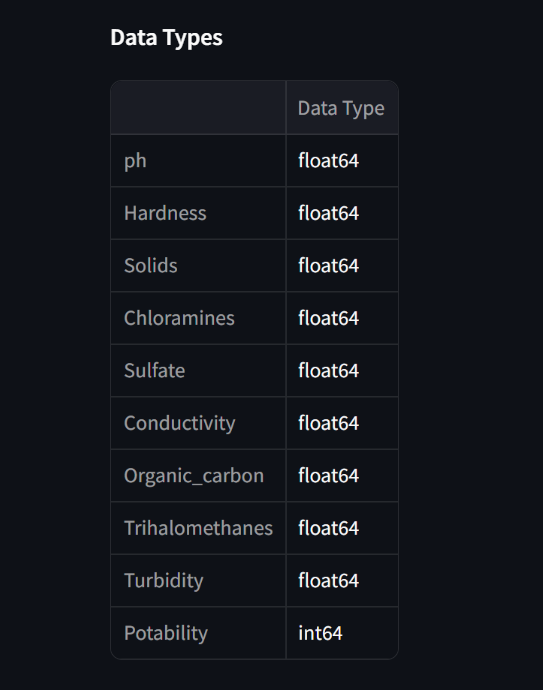 Data Types
Data Type
ph float64
Hardness float64
Solids float64
Chloramines float64
Sulfate float64
Conductivity float64
Organic_carbon float64
Trihalomethanes float64
Turbidity float64
Potability int64